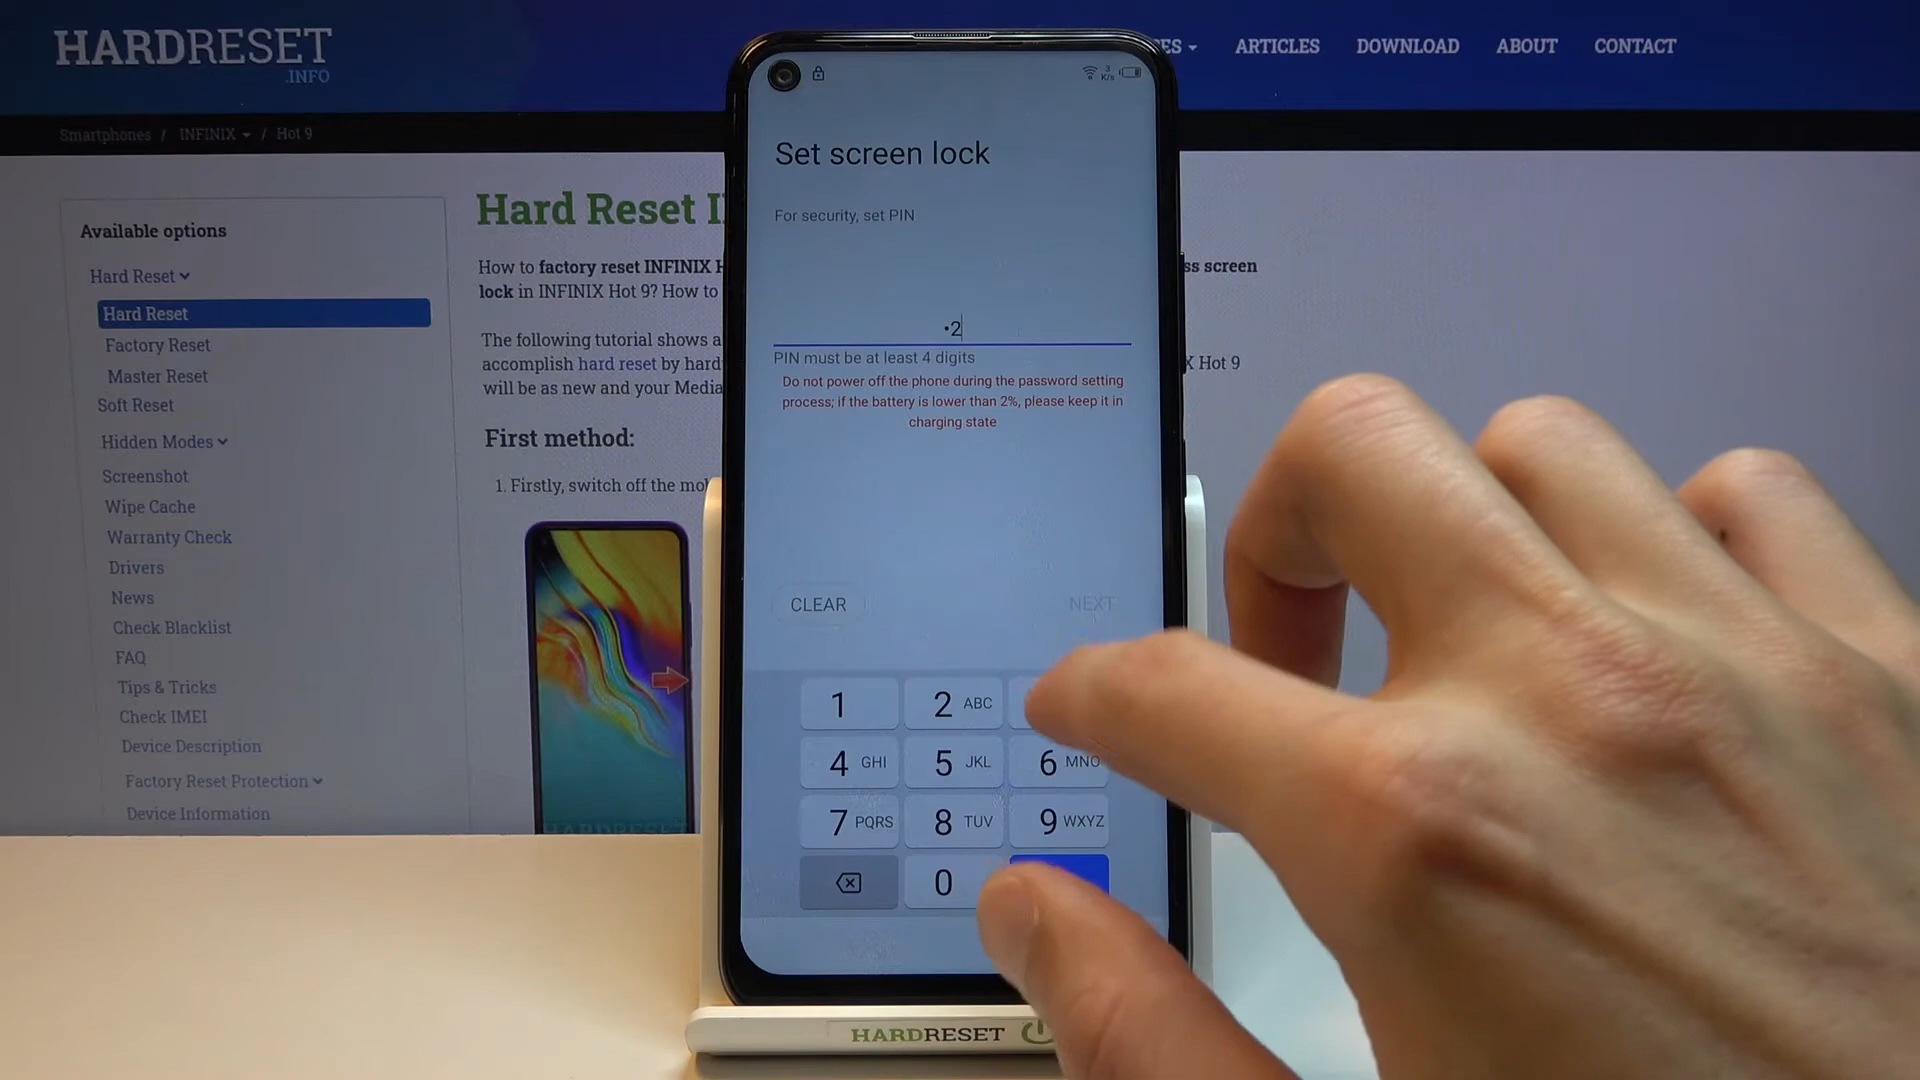 HARDRESET
.INFO
ES
ARTICLES
DOWNLOAD
ABOUT
CONTACT
Smartphones / INFINIX / Hot 9
Available options
Hard Reset
Hard Reset
Factory Reset
Master Reset
Soft Reset
Hidden Modes
Screenshot
Wipe Cache
Warranty Check
Drivers
News
Check Blacklist
FAQ
Tips & Tricks
Check IMEI
Device Description
Factory Reset Protection
Device Information
Hard Reset I
How to factory reset INFINIX H
ss screen
lock in INFINIX Hot 9? How to
The following tutorial shows a
accomplish hard reset by hard
X Hot 9
will be as new and your Media
First method:
1. Firstly, switch off the mo
HARDRESET
3
K/s
Set screen lock
For security, set PIN
•2
PIN must be at least 4 digits
Do not power off the phone during the password setting
process; if the battery is lower than 2%, please keep it in
charging state
CLEAR
NEXT
1
2 ABC
4 GHI
5 JKL
6 MNO
7 PQRS
8 TUV
9 WXYZ
0
HARDRESET